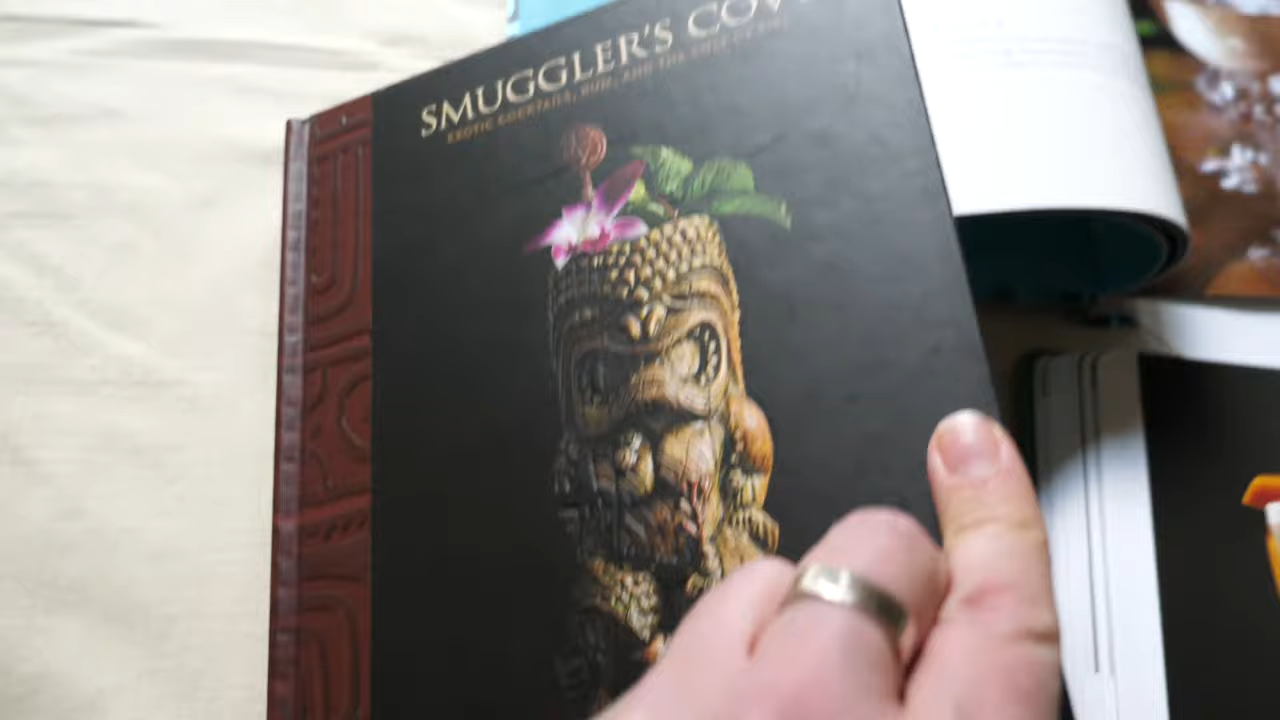 SMUGGLER'S COV
EXOTIC COCKTAILS, RUM, AND THE CULT OF TIKI